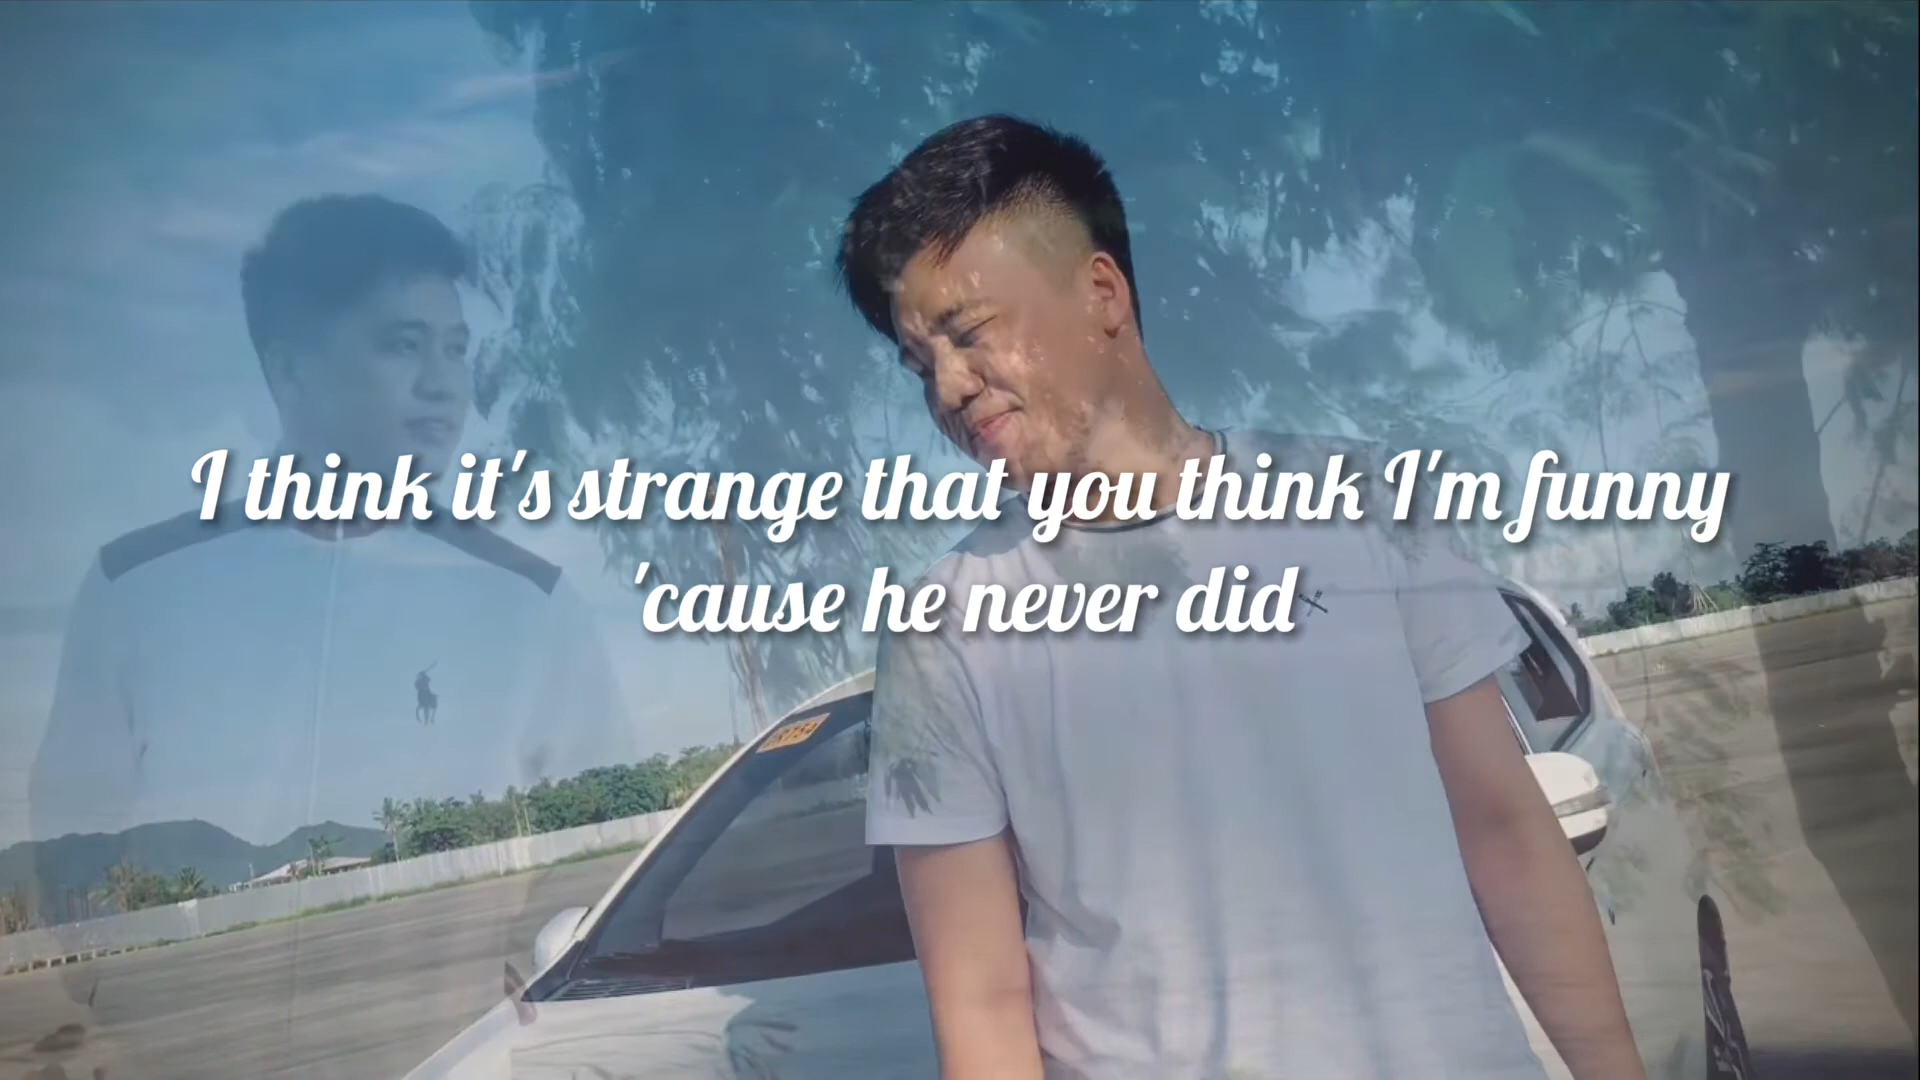 I think it's strange that you think I'm funny
'cause he never did